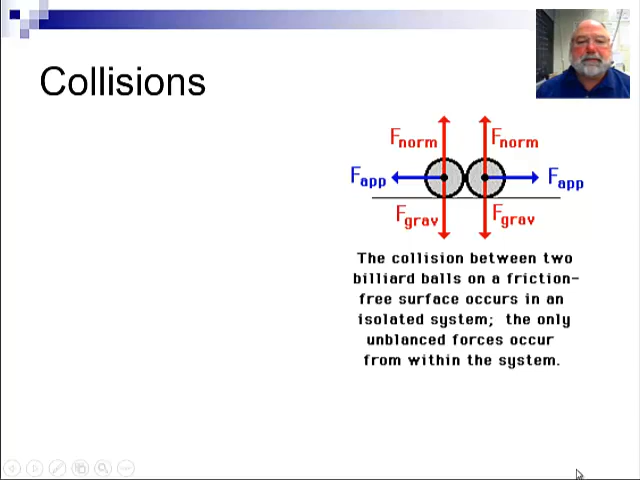 Collisions
Fnorm Fnorm
Fapp Fapp
Fgrav Fgrav
The collision between two
billiard balls on a friction-
free surface occurs in an
isolated system; the only
unblanced forces occur
from within the system.